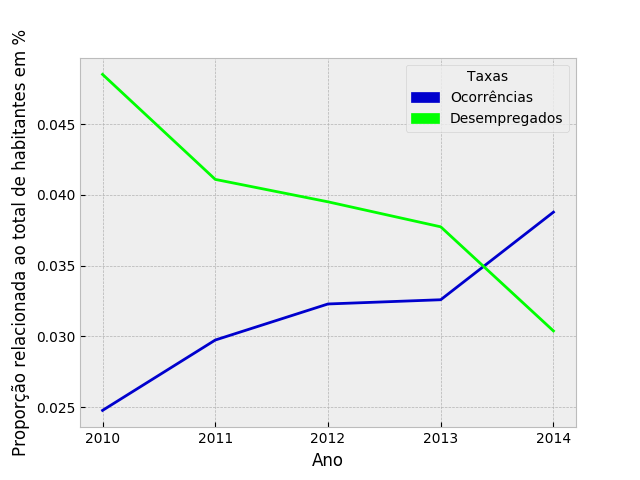 Proporção relacionada ao total de habitantes em %
Taxas
Ocorrências
Desempregados
0.045
0.040
0.035
0.030
0.025
2010 2011 2012 2013 2014
Ano